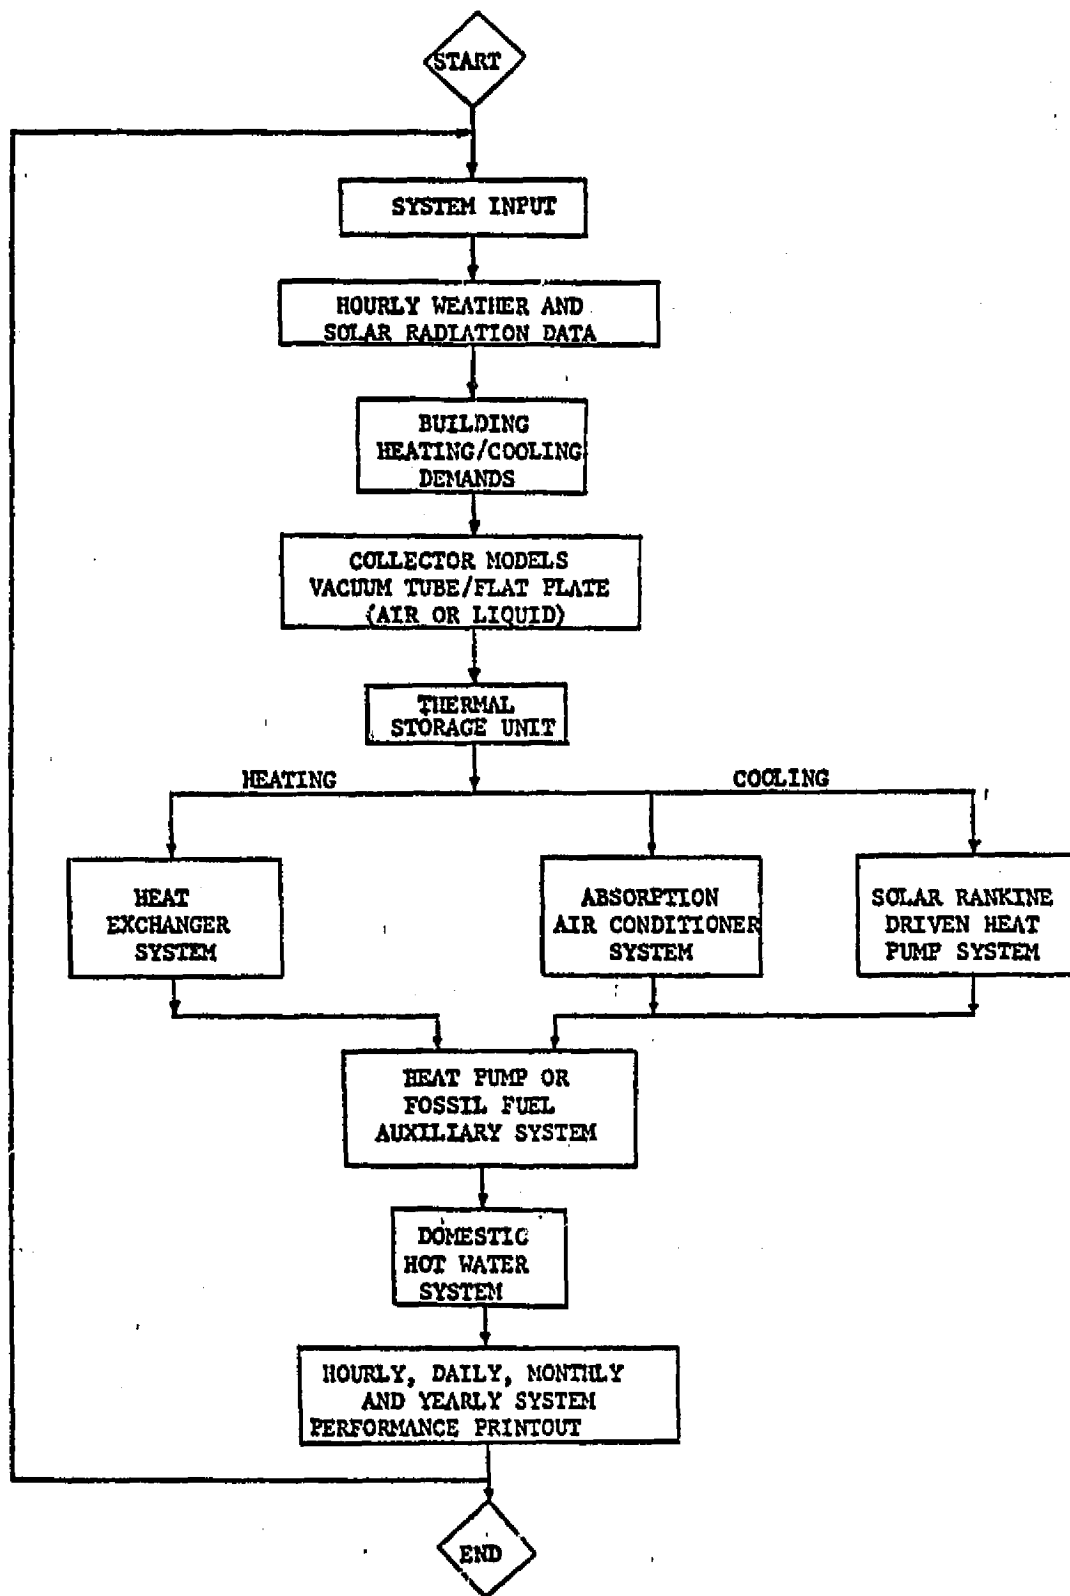 START
SYSTEM INPUT
HOURLY WEATHER AND
SOLAR RADIATION DATA
BUILDING
HEATING/COOLING
DEMANDS
COLLECTOR MODELS
VACUUM TUBE/FLAT PLATE
(AIR OR LIQUID)
THERMAL
STORAGE UNIT
HEATING
COOLING
HEAT
EXCHANGER
SYSTEM
ABSORPTION
AIR CONDITIONER
SYSTEM
SOLAR RANKINE
DRIVEN HEAT
PUMP SYSTEM
HEAT PUMP OR
FOSSIL FUEL
AUXILIARY SYSTEM
DOMESTIC
HOT WATER
SYSTEM
HOURLY, DAILY, MONTHLY
AND YEARLY SYSTEM
PERFORMANCE PRINTOUT
END